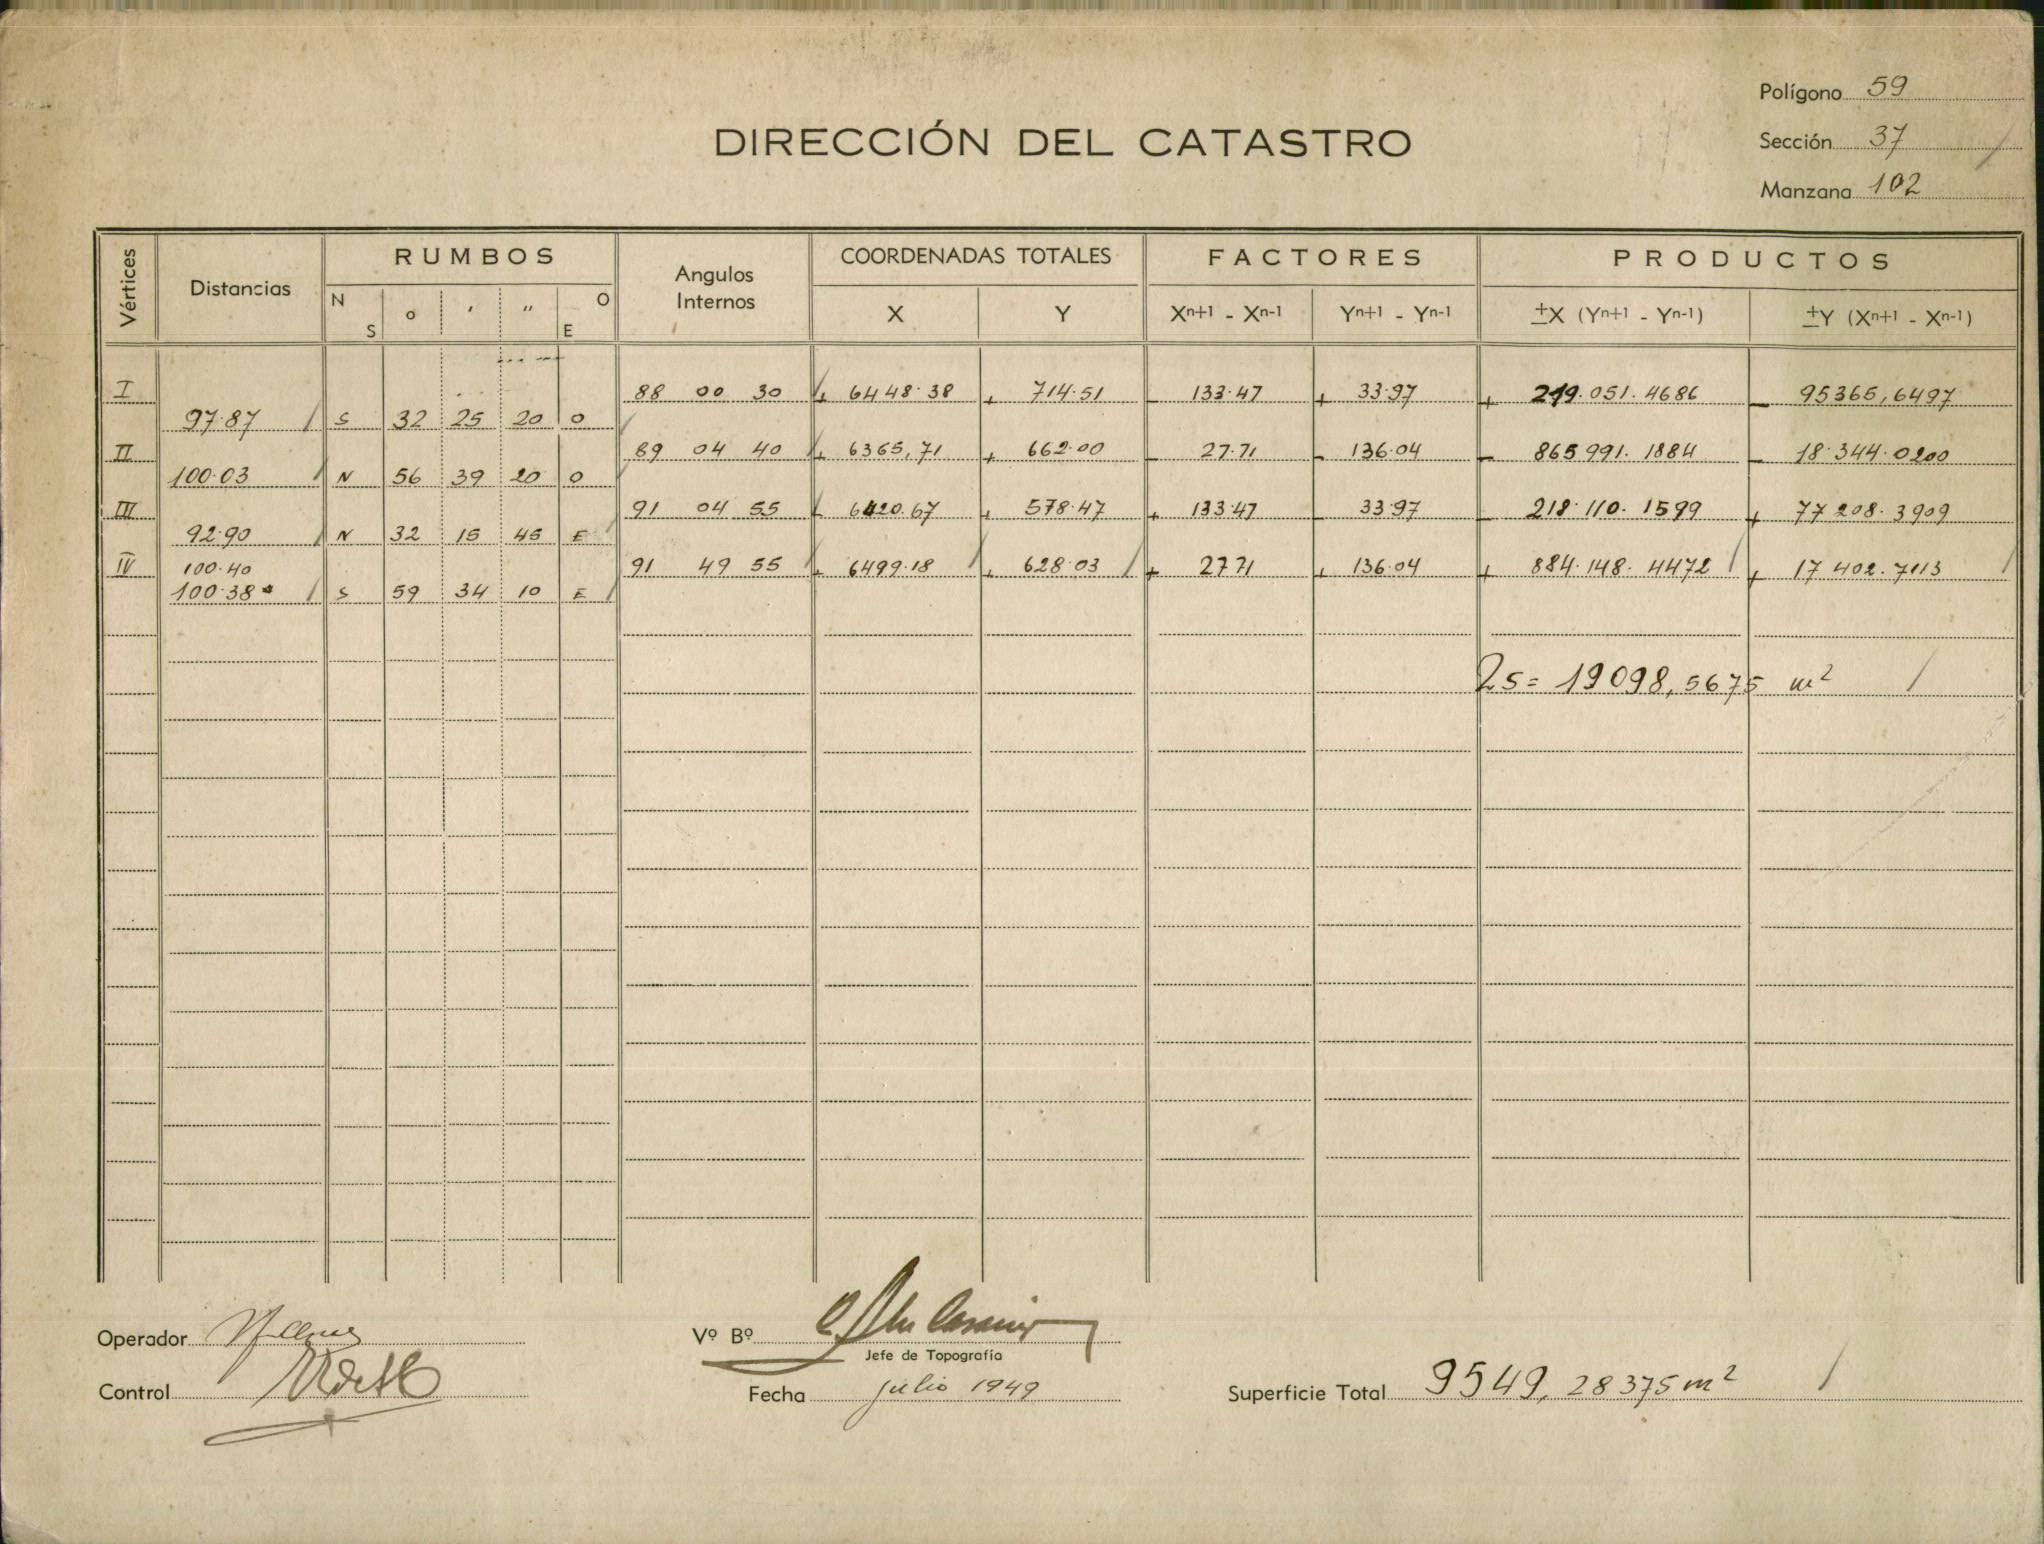 Polígono 59
DIRECCIÓN DEL CATASTRO
Sección 37
Manzana 102
Vértices Distancias RUMBOS Angulos Internos COORDENADAS TOTALES FACTORES PRODUCTOS
N S o ' '' O E X Y Xn+1 - Xn-1 Yn+1 - Yn-1 ±X (Yn+1 - Yn-1) ±Y (Xn+1 - Xn-1)
I 88 00 30 + 6448.38 + 714.51 - 133.47 + 33.97 + 219.051.4686 - 95365,6497
97.87 S 32 25 20 O
II 89 04 40 + 6365,71 + 662.00 - 27.71 - 136.04 - 865991.1884 - 18.344.0200
100.03 N 56 39 20 O
III 91 04 55 + 6420.67 + 578.47 + 133.47 - 33.97 - 218.110.1599 + 77208.3909
92.90 N 32 15 45 E
IV 91 49 55 + 6499.18 + 628.03 + 27.71 + 136.04 + 884.148.4472 + 17402.7113
100.40
100.38 S 59 34 10 E
2s = 19098,5675 m²
Operador
Vº Bº
Jefe de Topografía
Control
Fecha julio 1949
Superficie Total 9549,28375 m²